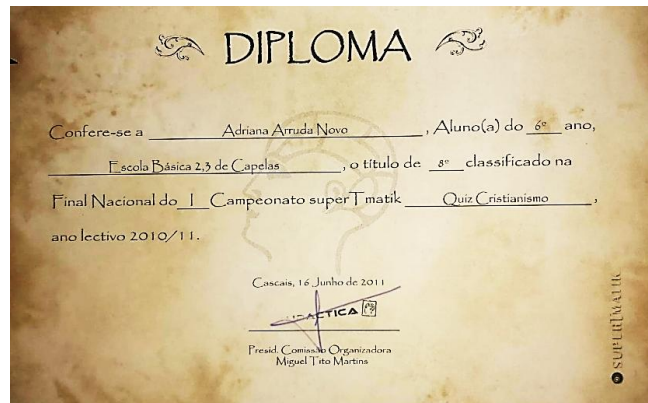 DIPLOMA
Confere-se a Adriana Arruda Novo, Aluno(a) do 6º ano,
Escola Básica 2,3 de Capelas, o título de 8º classificado na
Final Nacional do I Campeonato superTmatik Quiz Cristianismo,
ano lectivo 2010/11.
Cascais, 16 Junho de 2011
Presid. Comissão Organizadora
Miguel Tito Martins
SUPERTMATIK